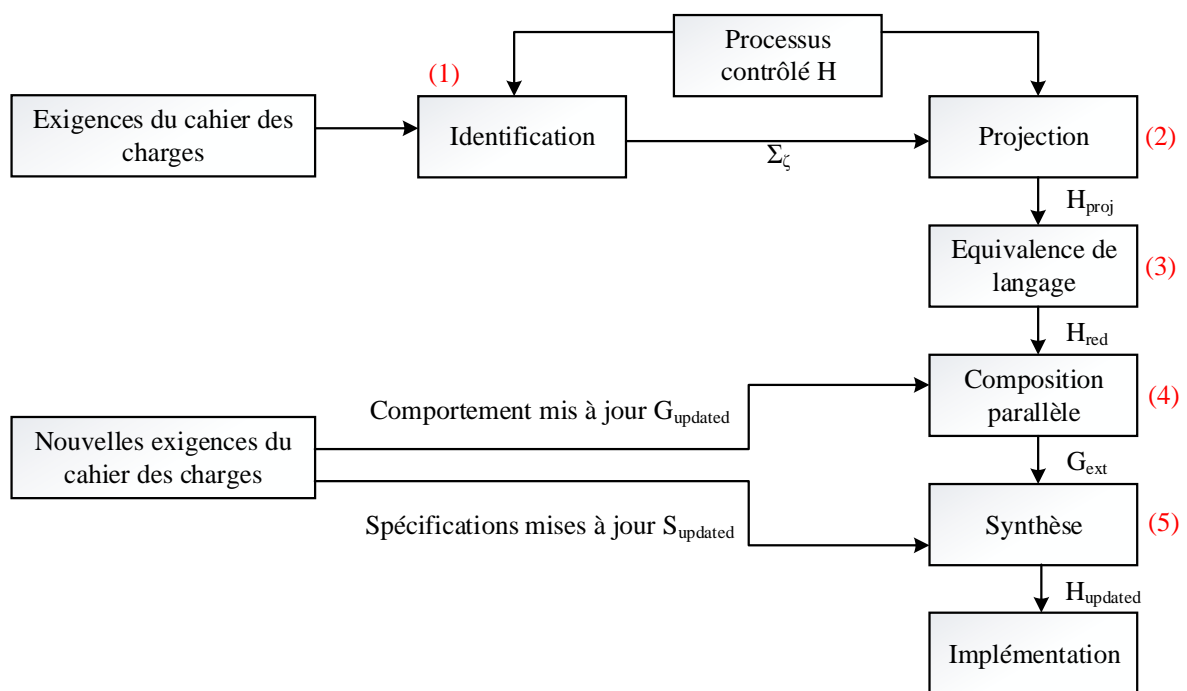 Processus
contrôlé H
(1)
Exigences du cahier des
charges
Identification
Σζ
Projection
(2)
Hproj
Equivalence de
langage
(3)
Hred
Composition
parallèle
(4)
Comportement mis à jour Gupdated
Nouvelles exigences du
cahier des charges
Gext
Spécifications mises à jour Supdated
Synthèse
(5)
Hupdated
Implémentation